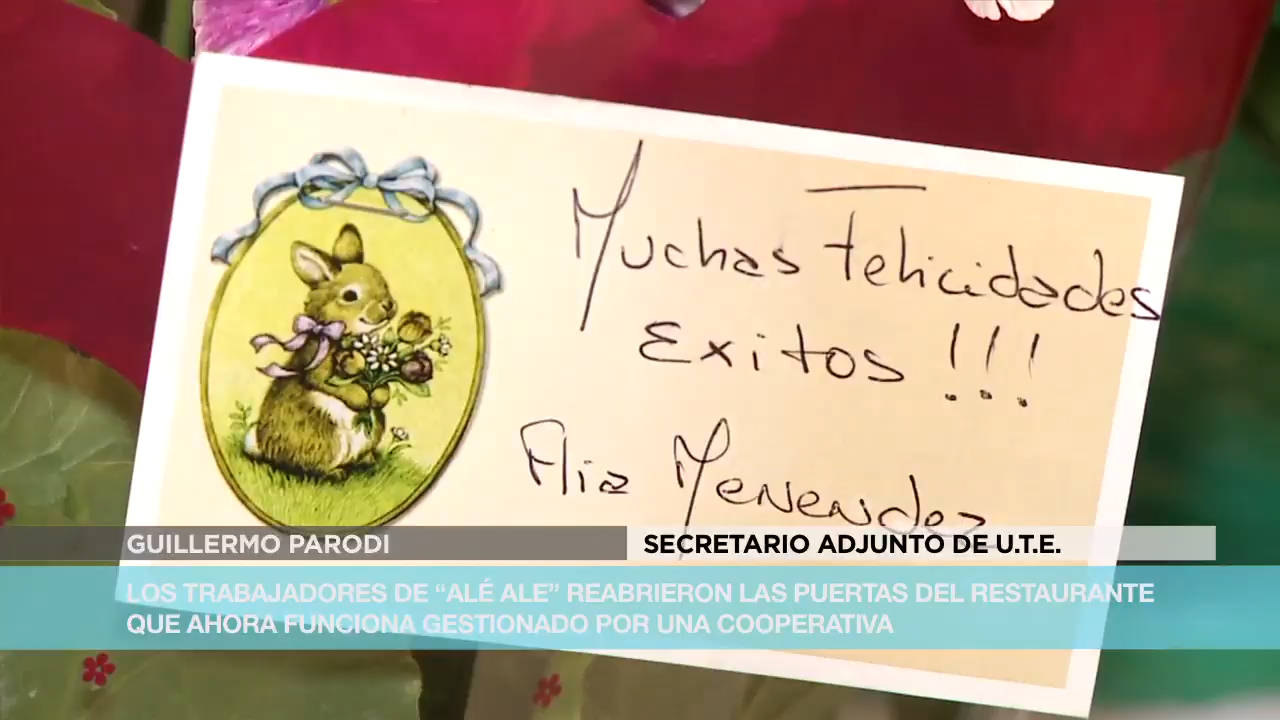 Muchas Felicidades
Exitos !!!
Flia Menendez
GUILLERMO PARODI
SECRETARIO ADJUNTO DE U.T.E.
LOS TRABAJADORES DE “ALÉ ALE” REABRIERON LAS PUERTAS DEL RESTAURANTE
QUE AHORA FUNCIONA GESTIONADO POR UNA COOPERATIVA